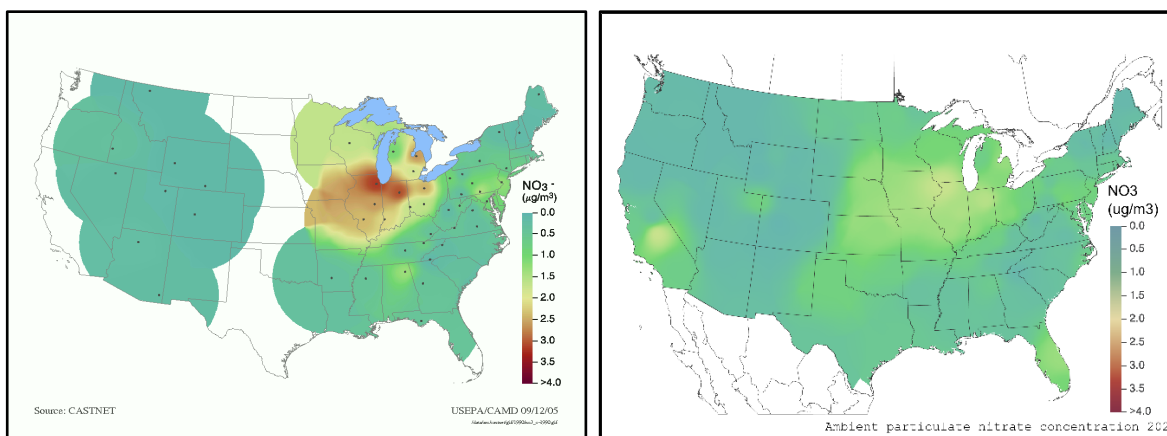 NO3 -
(μg/m³)
0.0
0.5
1.0
1.5
2.0
2.5
3.0
3.5
>4.0
Source: CASTNET
USEPA/CAMD 09/12/05
NO3
(ug/m3)
0.0
0.5
1.0
1.5
2.0
2.5
3.0
3.5
>4.0
Ambient particulate nitrate concentration 202